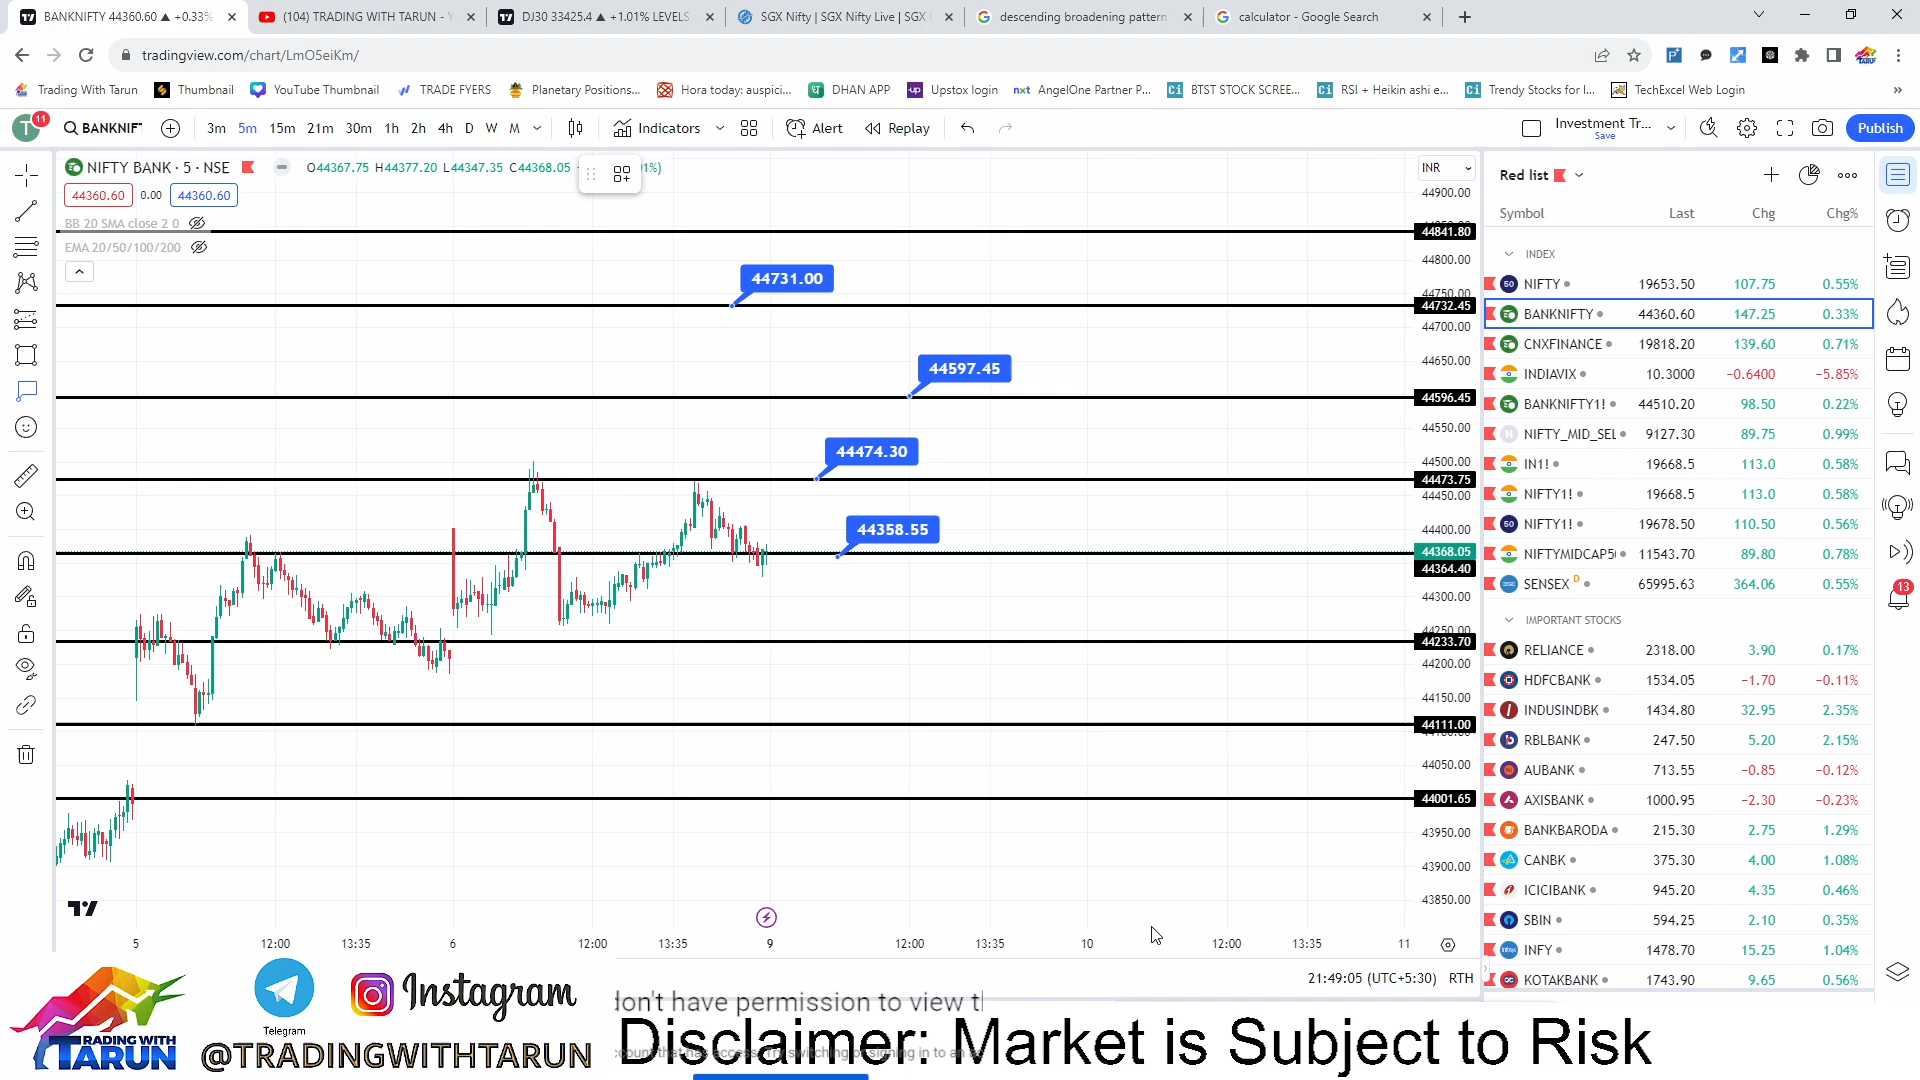 BANKNIFTY 44360.60 ▲ +0.33%
(104) TRADING WITH TARUN - Y
DJ30 33425.4 ▲ +1.01% LEVELS
SGX Nifty | SGX Nifty Live | SGX
descending broadening pattern
calculator - Google Search
tradingview.com/chart/LmO5eiKm/
Trading With Tarun
Thumbnail
YouTube Thumbnail
TRADE FYERS
Planetary Positions...
Hora today: auspici...
DHAN APP
Upstox login
AngelOne Partner P...
BTST STOCK SCREE...
RSI + Heikin ashi e...
Trendy Stocks for I...
TechExcel Web Login
T 11
BANKNIFT
3m 5m 15m 21m 30m 1h 2h 4h D W M
Indicators
Alert
Replay
Investment Tr...
Save
Publish
NIFTY BANK · 5 · NSE
O44367.75 H44377.20 L44347.35 C44368.05
1%)
INR
44360.60 0.00 44360.60
BB 20 SMA close 2 0
EMA 20/50/100/200
44731.00
44597.45
44474.30
44358.55
44900.00
44841.80
44800.00
44750.00
44732.45
44700.00
44650.00
44596.45
44550.00
44500.00
44473.75
44450.00
44400.00
44368.05
44364.40
44300.00
44250.00
44233.70
44200.00
44150.00
44111.00
44050.00
44001.65
43950.00
43900.00
43850.00
5 12:00 13:35 6 12:00 13:35 9 12:00 13:35 10 12:00 13:35 11
21:49:05 (UTC+5:30) RTH
Red list
Symbol Last Chg Chg%
INDEX
NIFTY 19653.50 107.75 0.55%
BANKNIFTY 44360.60 147.25 0.33%
CNXFINANCE 19818.20 139.60 0.71%
INDIAVIX 10.3000 −0.6400 −5.85%
BANKNIFTY1! 44510.20 98.50 0.22%
NIFTY_MID_SEL 9127.30 89.75 0.99%
IN1! 19668.5 113.0 0.58%
NIFTY1! 19668.5 113.0 0.58%
NIFTY1! 19678.50 110.50 0.56%
NIFTYMIDCAP5 11543.70 89.80 0.78%
SENSEX D 65995.63 364.06 0.55%
IMPORTANT STOCKS
RELIANCE 2318.00 3.90 0.17%
HDFCBANK 1534.05 −1.70 −0.11%
INDUSINDBK 1434.80 32.95 2.35%
RBLBANK 247.50 5.20 2.15%
AUBANK 713.55 −0.85 −0.12%
AXISBANK 1000.95 −2.30 −0.23%
BANKBARODA 215.30 2.75 1.29%
CANBK 375.30 4.00 1.08%
ICICIBANK 945.20 4.35 0.46%
SBIN 594.25 2.10 0.35%
INFY 1478.70 15.25 1.04%
KOTAKBANK 1743.90 9.65 0.56%
13
TRADING WITH
TARUN
Telegram
Instagram
@TRADINGWITHTARUN
don't have permission to view
Disclaimer: Market is Subject to Risk